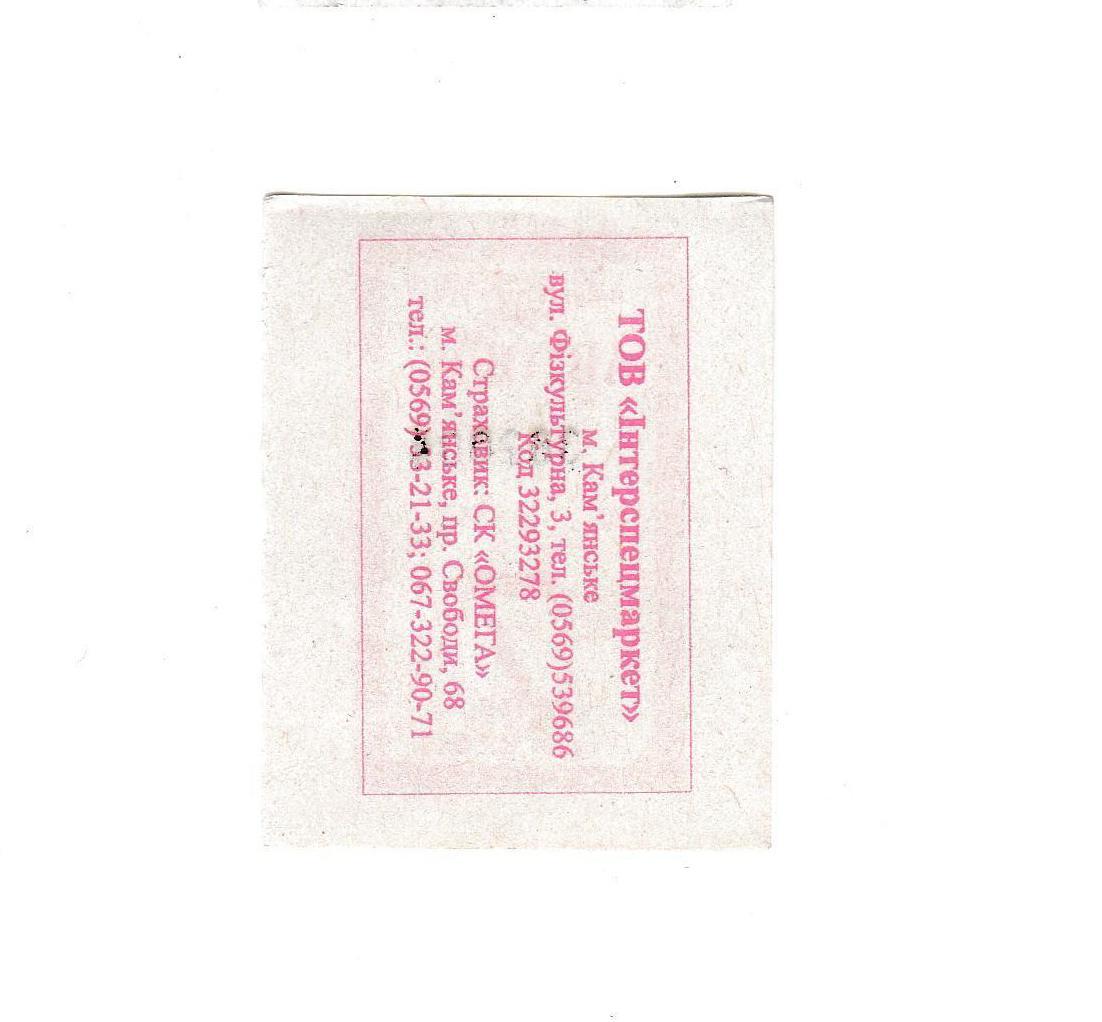 ТОВ «Інтерспецмаркет»
м. Кам'янське
вул. Фізкультурна, 3, тел. (0569)539686
Код 32293278
Страховик: СК «ОМЕГА»
м. Кам'янське, пр. Свободи, 68
тел.: (0569)53-21-33; 067-322-90-71